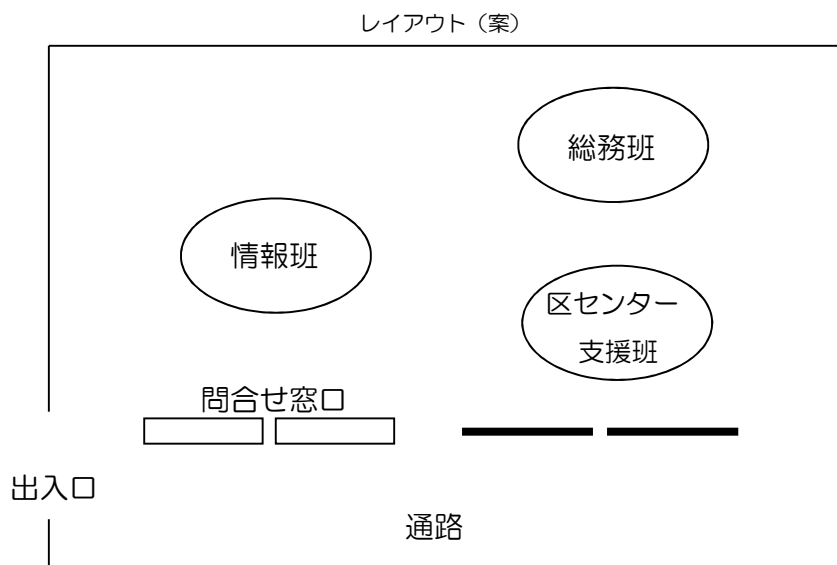 レイアウト（案）
総務班
情報班
区センター
支援班
問合せ窓口
出入口
通路